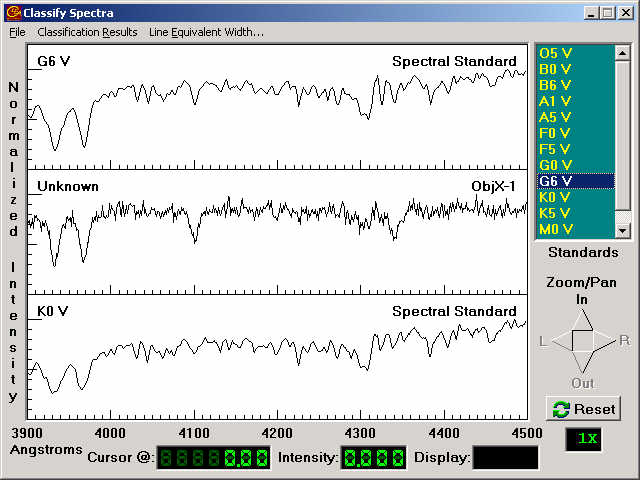 Classify Spectra
File Classification Results Line Equivalent Width...
Normalized Intensity
G6 V Spectral Standard
Unknown ObjX-1
K0 V Spectral Standard
3900 4000 4100 4200 4300 4400 4500
Angstroms
Cursor @: 0.00 Intensity: 0.000 Display:
O5 V
B0 V
B6 V
A1 V
A5 V
F0 V
F5 V
G0 V
G6 V
K0 V
K5 V
M0 V
Standards
Zoom/Pan
In
L R
Out
Reset
1X